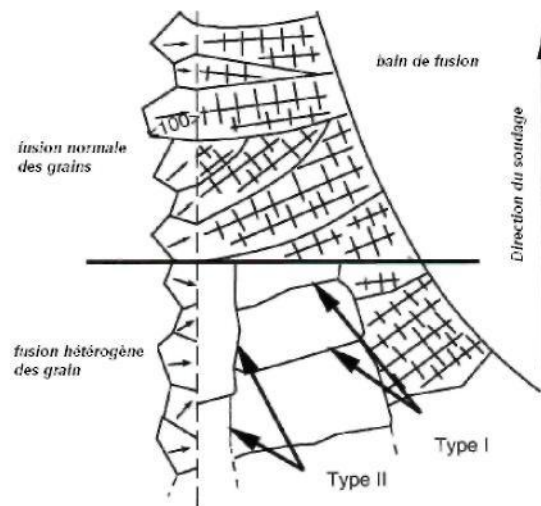 bain de fusion
<100>
fusion normale
des grains
Direction du soudage
fusion hétérogène
des grain
Type I
Type II